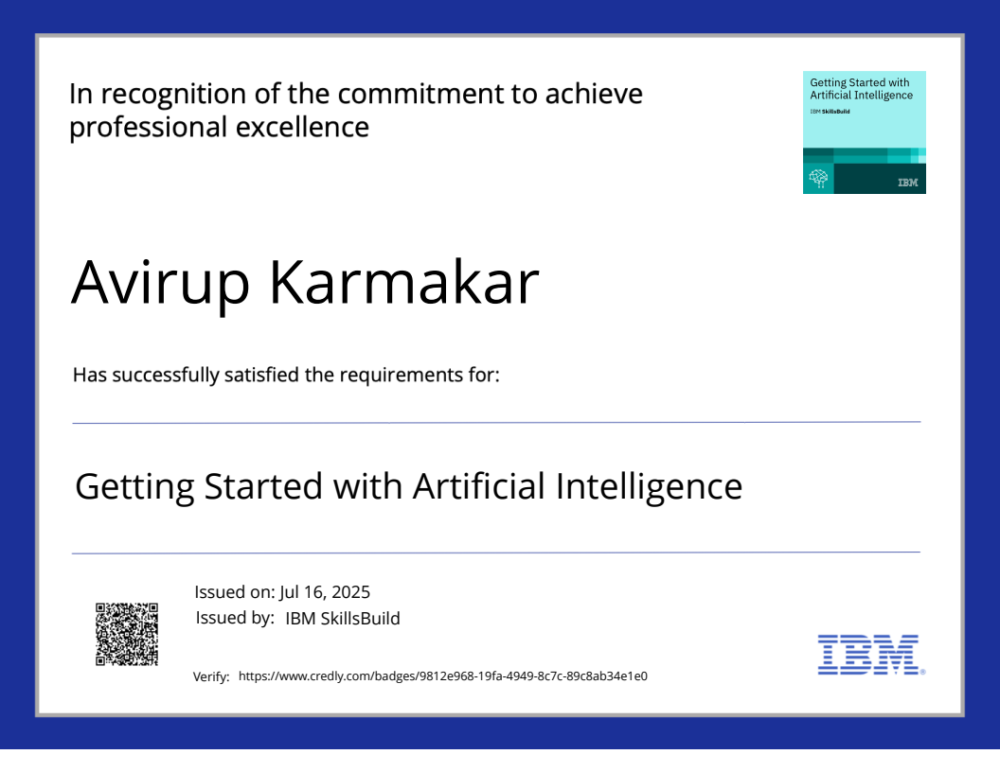 In recognition of the commitment to achieve
professional excellence
Getting Started with
Artificial Intelligence
IBM SkillsBuild
IBM
Avirup Karmakar
Has successfully satisfied the requirements for:
Getting Started with Artificial Intelligence
Issued on: Jul 16, 2025
Issued by: IBM SkillsBuild
Verify: https://www.credly.com/badges/9812e968-19fa-4949-8c7c-89c8ab34e1e0
IBM®